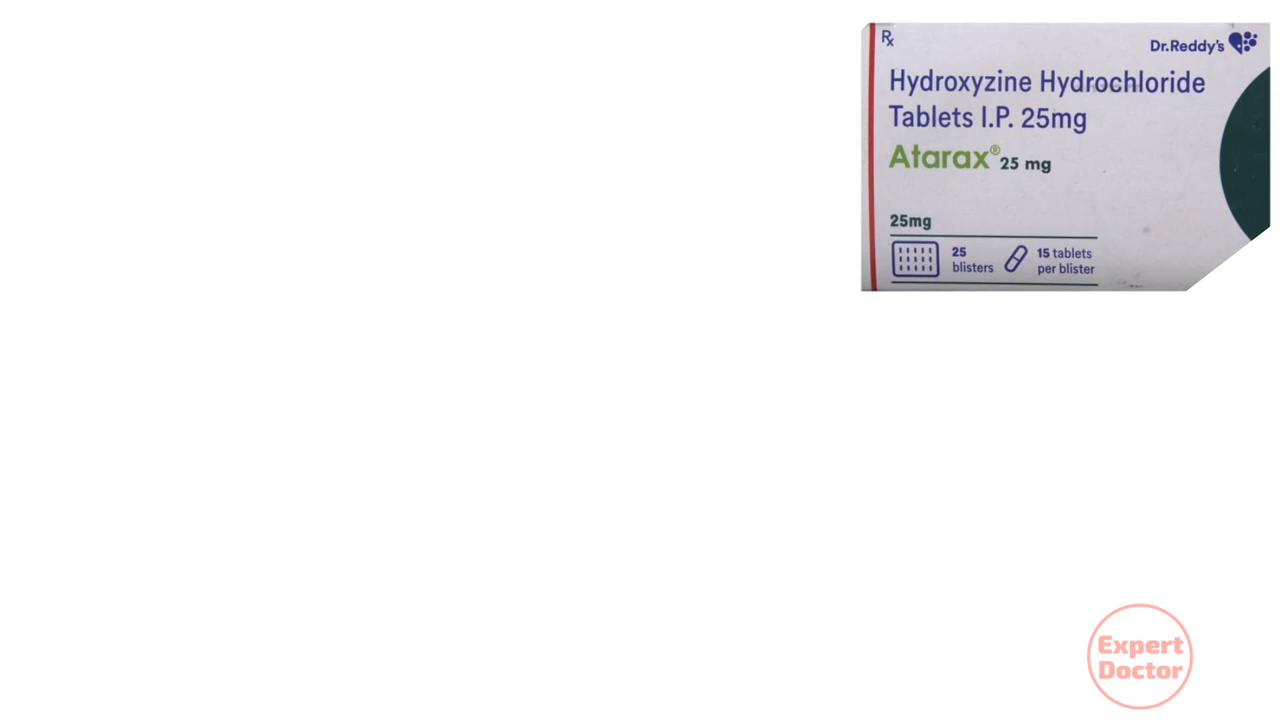 Rx
Dr.Reddy's
Hydroxyzine Hydrochloride
Tablets I.P. 25mg
Atarax® 25 mg
25mg
25 blisters
15 tablets per blister
Expert
Doctor